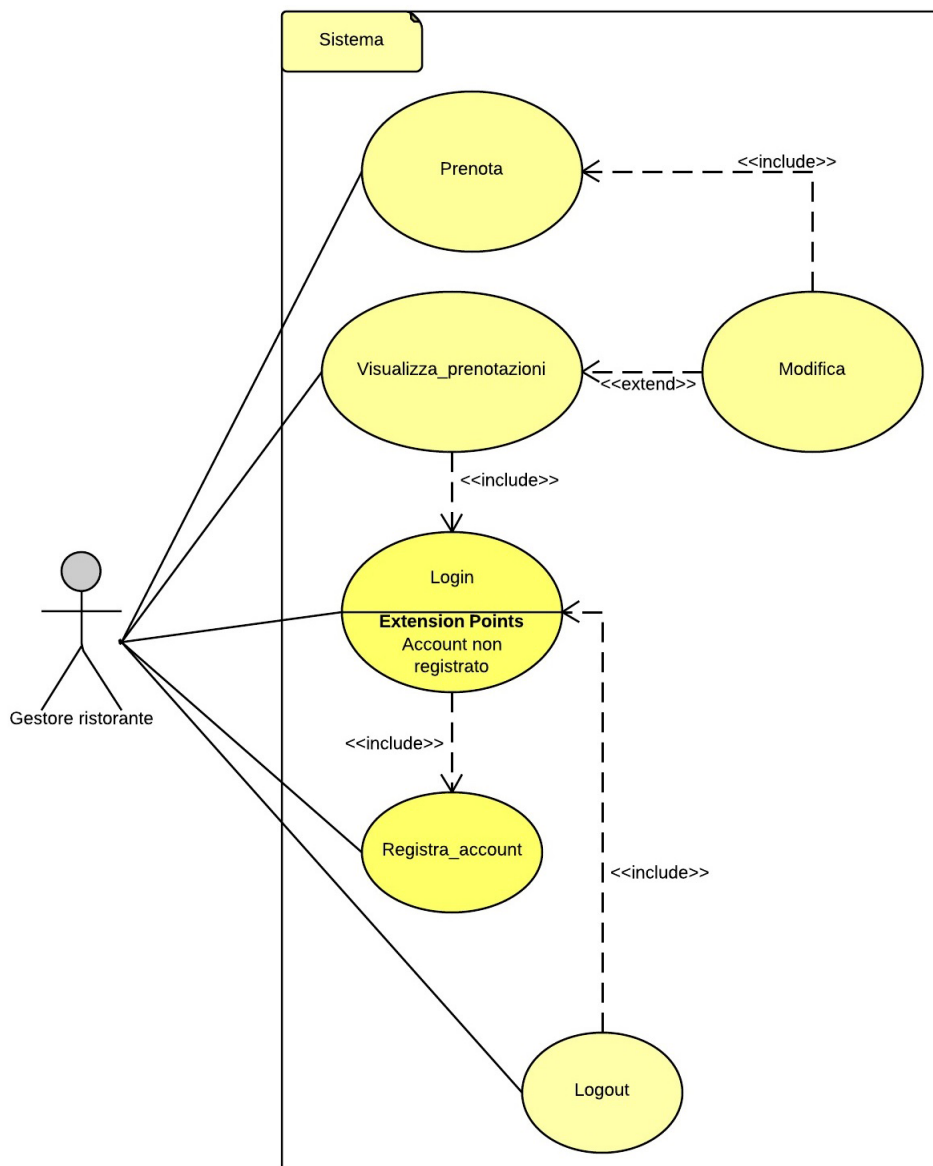 Sistema
Prenota
<<include>>
Visualizza_prenotazioni
<<extend>>
Modifica
<<include>>
Login
Extension Points
Account non
registrato
Gestore ristorante
<<include>>
Registra_account
<<include>>
Logout